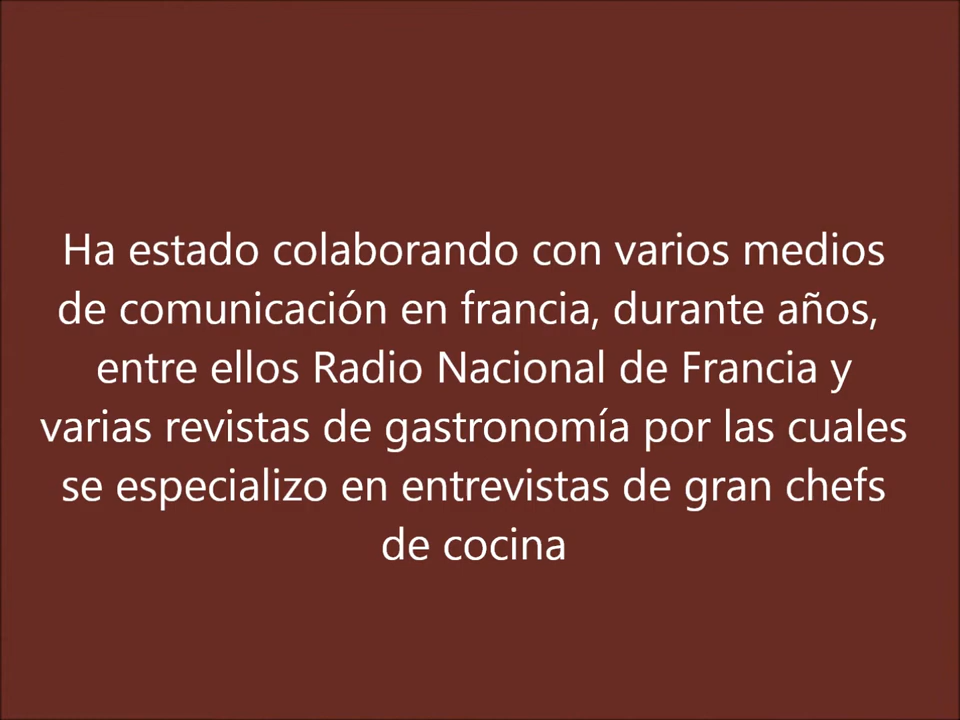 Ha estado colaborando con varios medios
de comunicación en francia, durante años,
entre ellos Radio Nacional de Francia y
varias revistas de gastronomía por las cuales
se especializo en entrevistas de gran chefs
de cocina